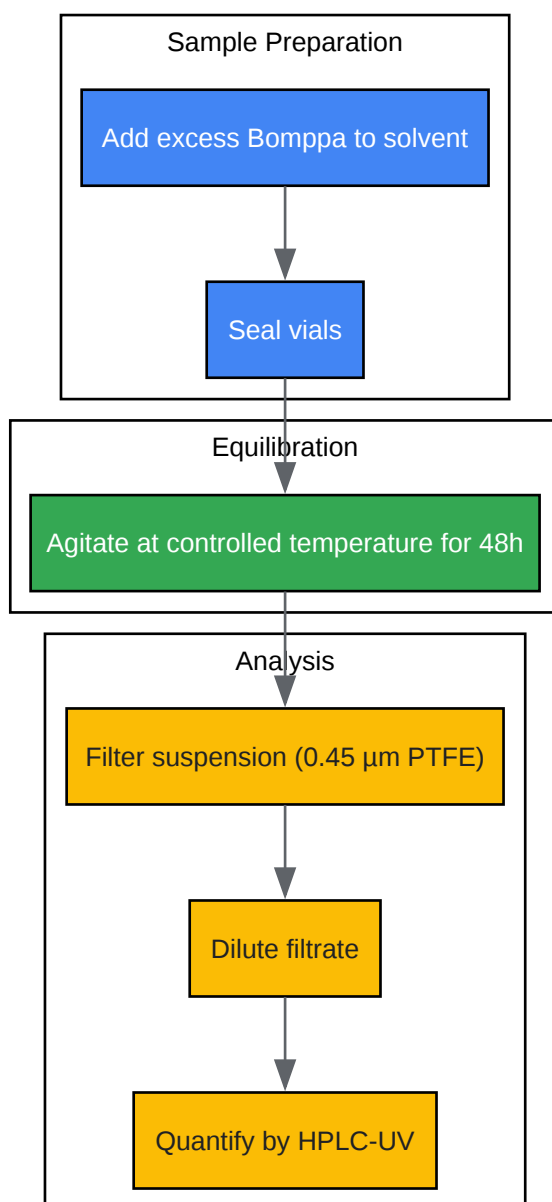 Sample Preparation
Add excess Bomppa to solvent
Seal vials
Equilibration
Agitate at controlled temperature for 48h
Analysis
Filter suspension (0.45 µm PTFE)
Dilute filtrate
Quantify by HPLC-UV